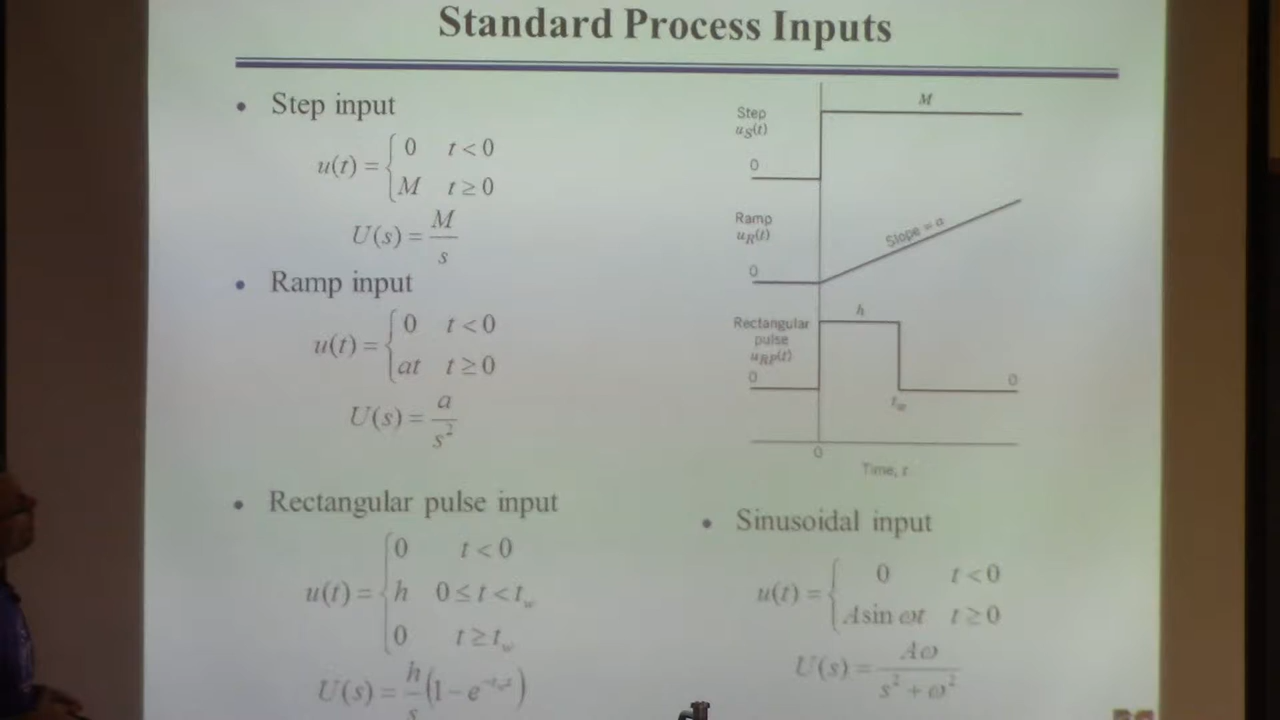 Standard Process Inputs
• Step input
u(t) = { 0 t < 0
M t ≥ 0
U(s) = M / s
• Ramp input
u(t) = { 0 t < 0
at t ≥ 0
U(s) = a / s²
• Rectangular pulse input
u(t) = { 0 t < 0
h 0 ≤ t < t_w
0 t ≥ t_w
U(s) = h / s (1 − e^(−t_w s))
Step
u_S(t)
0
M
Ramp
u_R(t)
0
Slope = a
Rectangular
pulse
u_RP(t)
0
h
0
t_w
0
Time, t
• Sinusoidal input
u(t) = { 0 t < 0
A sin ωt t ≥ 0
U(s) = Aω / s² + ω²